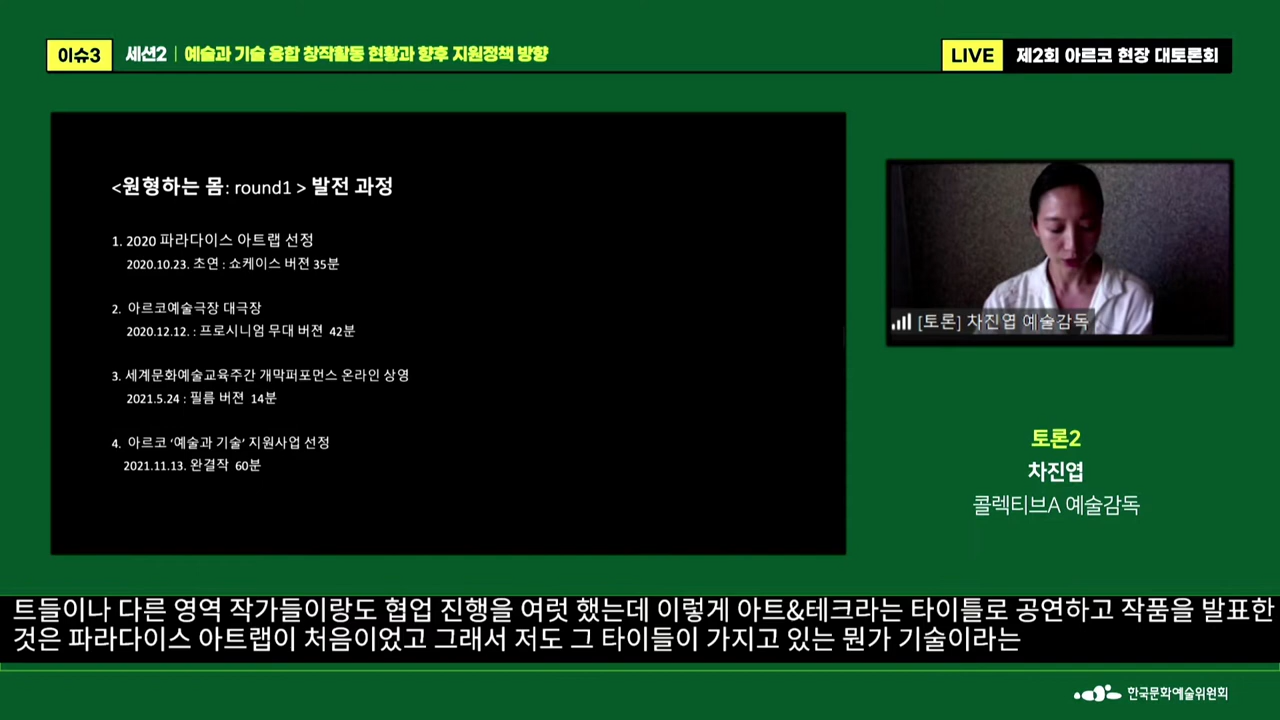 이슈3 세션2 | 예술과 기술 융합 창작활동 현황과 향후 지원정책 방향
LIVE 제2회 아르코 현장 대토론회
<원형하는 몸: round1 > 발전 과정
1. 2020 파라다이스 아트랩 선정
2020.10.23. 초연 : 쇼케이스 버젼 35분
2. 아르코예술극장 대극장
2020.12.12. : 프로시니엄 무대 버젼 42분
3. 세계문화예술교육주간 개막퍼포먼스 온라인 상영
2021.5.24 : 필름 버젼 14분
4. 아르코 ‘예술과 기술’ 지원사업 선정
2021.11.13. 완결작 60분
[토론] 차진엽 예술감독
토론2
차진엽
콜렉티브A 예술감독
트들이나 다른 영역 작가들이랑도 협업 진행을 여럿 했는데 이렇게 아트&테크라는 타이틀로 공연하고 작품을 발표한
것은 파라다이스 아트랩이 처음이었고 그래서 저도 그 타이들이 가지고 있는 뭔가 기술이라는
한국문화예술위원회